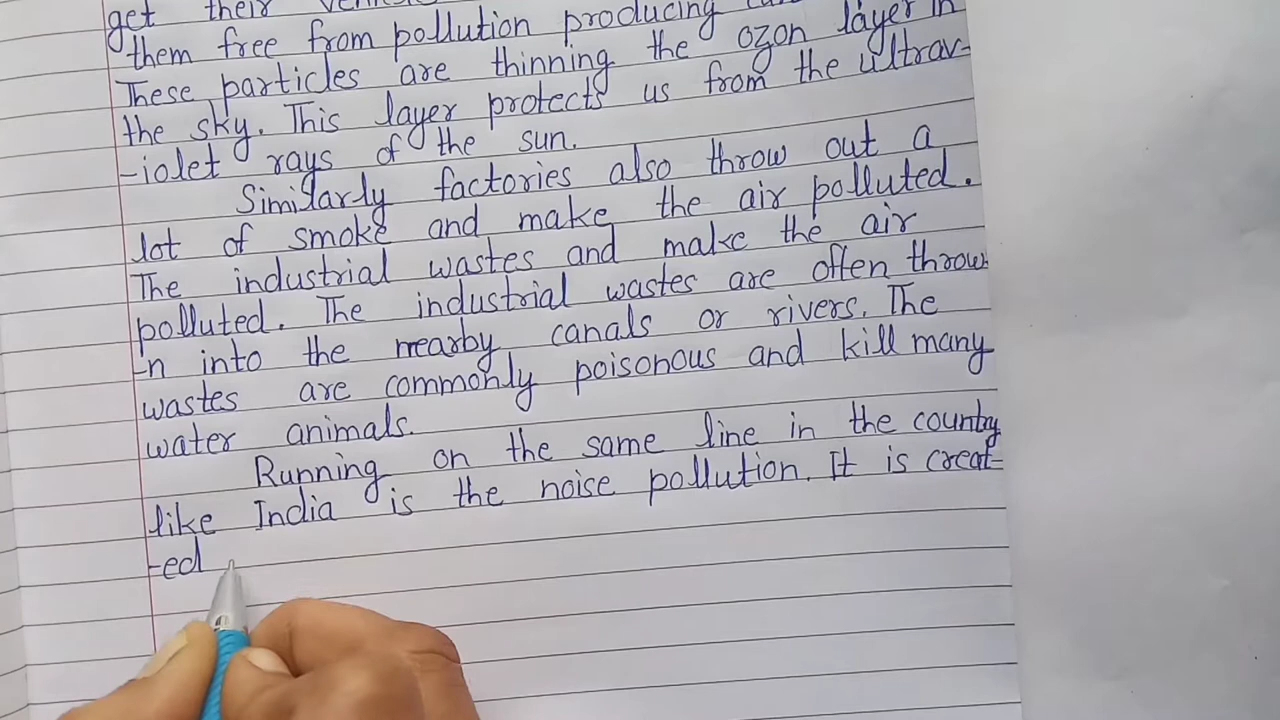 get their
them free from pollution producing
These particles are thinning the ozon layer in
the sky. This layer protects us from the ultrav-
-iolet rays of the sun.
Similarly factories also throw out a
lot of smoke and make the air polluted.
The industrial wastes and make the air
polluted. The industrial wastes are often throw-
-n into the nearby canals or rivers. The
wastes are commonly poisonous and kill many
water animals.
Running on the same line in the country
like India is the noise pollution. It is creat-
-ed